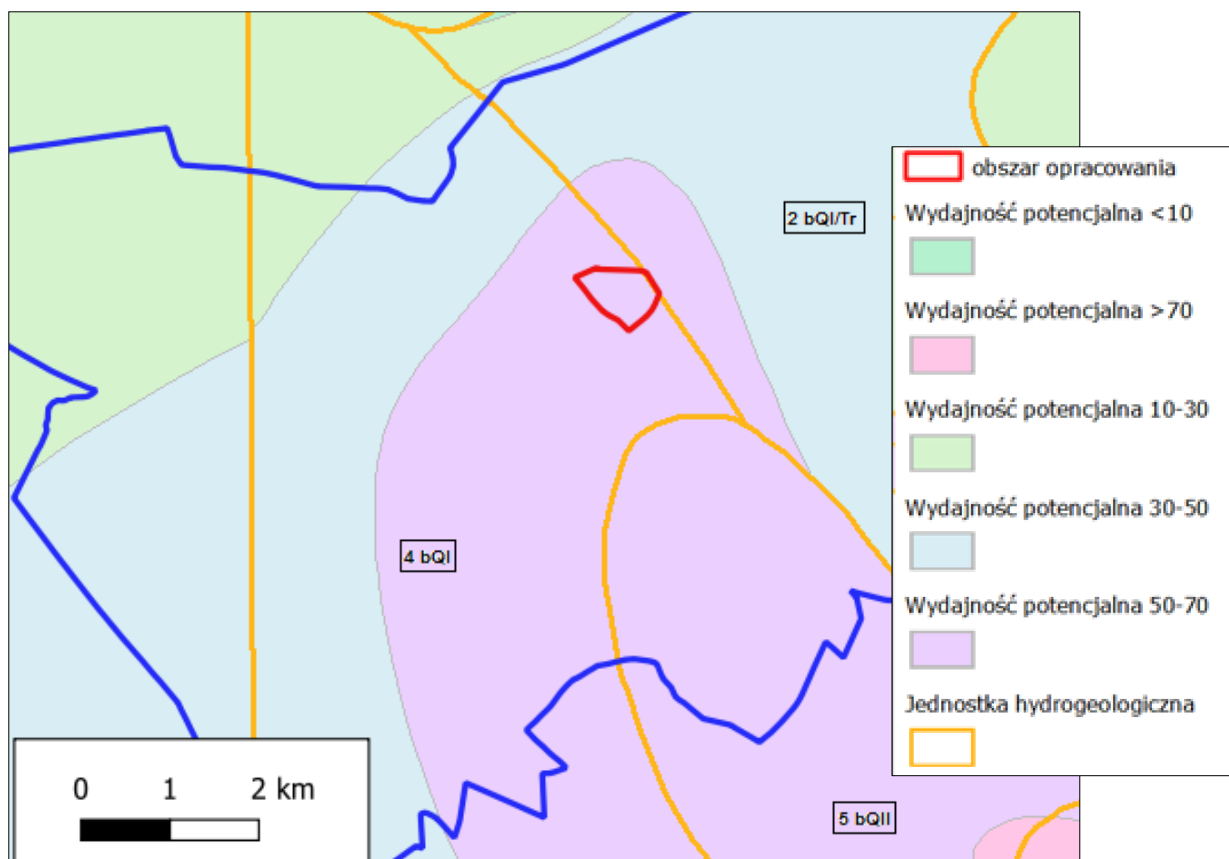 2 bQI/Tr
4 bQI
5 bQII
0 1 2 km
obszar opracowania
Wydajność potencjalna <10
Wydajność potencjalna >70
Wydajność potencjalna 10-30
Wydajność potencjalna 30-50
Wydajność potencjalna 50-70
Jednostka hydrogeologiczna